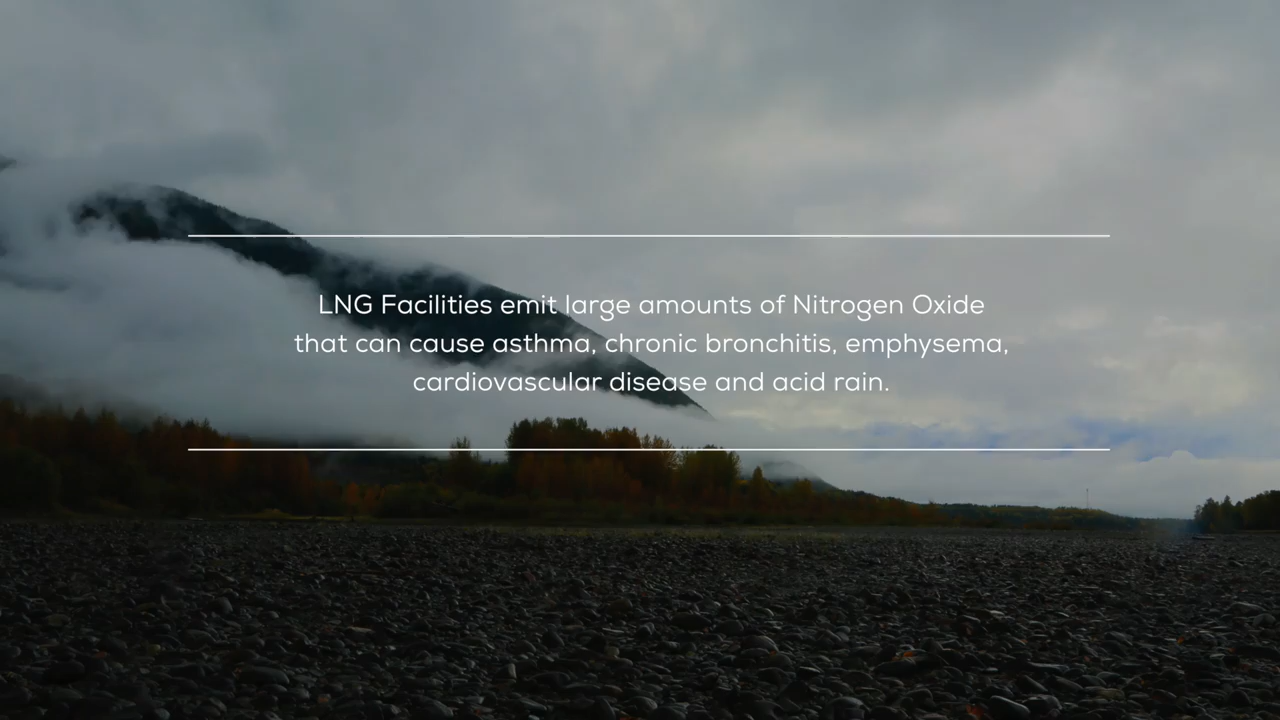 LNG Facilities emit large amounts of Nitrogen Oxide
that can cause asthma, chronic bronchitis, emphysema,
cardiovascular disease and acid rain.